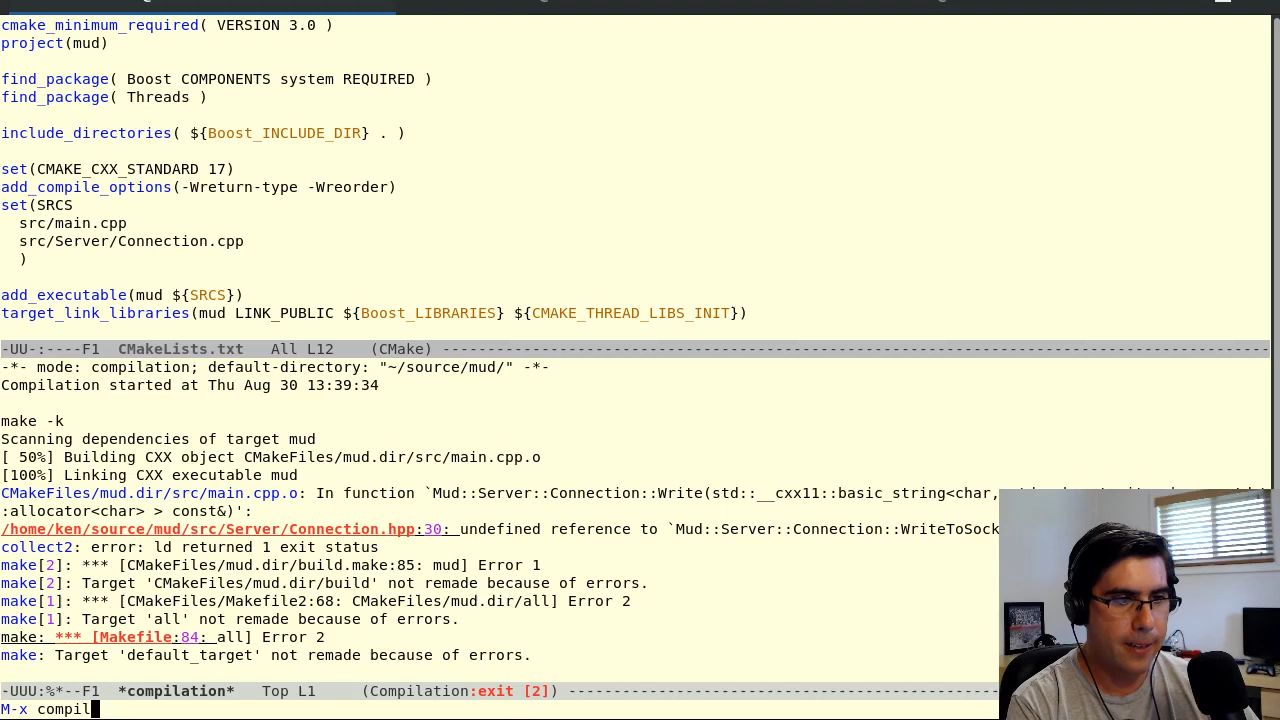 cmake_minimum_required( VERSION 3.0 )
project(mud)
find_package( Boost COMPONENTS system REQUIRED )
find_package( Threads )
include_directories( ${Boost_INCLUDE_DIR} . )
set(CMAKE_CXX_STANDARD 17)
add_compile_options(-Wreturn-type -Wreorder)
set(SRCS
  src/main.cpp
  src/Server/Connection.cpp
  )
add_executable(mud ${SRCS})
target_link_libraries(mud LINK_PUBLIC ${Boost_LIBRARIES} ${CMAKE_THREAD_LIBS_INIT})
-UU-:----F1  CMakeLists.txt   All L12    (CMake) --------------------------------------------------------------------------------------------
-*- mode: compilation; default-directory: "~/source/mud/" -*-
Compilation started at Thu Aug 30 13:39:34
make -k
Scanning dependencies of target mud
[ 50%] Building CXX object CMakeFiles/mud.dir/src/main.cpp.o
[100%] Linking CXX executable mud
CMakeFiles/mud.dir/src/main.cpp.o: In function `Mud::Server::Connection::Write(std::__cxx11::basic_string<char,
:allocator<char> > const&)':
/home/ken/source/mud/src/Server/Connection.hpp:30: undefined reference to `Mud::Server::Connection::WriteToSock
collect2: error: ld returned 1 exit status
make[2]: *** [CMakeFiles/mud.dir/build.make:85: mud] Error 1
make[2]: Target 'CMakeFiles/mud.dir/build' not remade because of errors.
make[1]: *** [CMakeFiles/Makefile2:68: CMakeFiles/mud.dir/all] Error 2
make[1]: Target 'all' not remade because of errors.
make: *** [Makefile:84: all] Error 2
make: Target 'default_target' not remade because of errors.
-UUU:%*--F1  *compilation*   Top L1     (Compilation:exit [2]) ------------------------------------------------
M-x compil